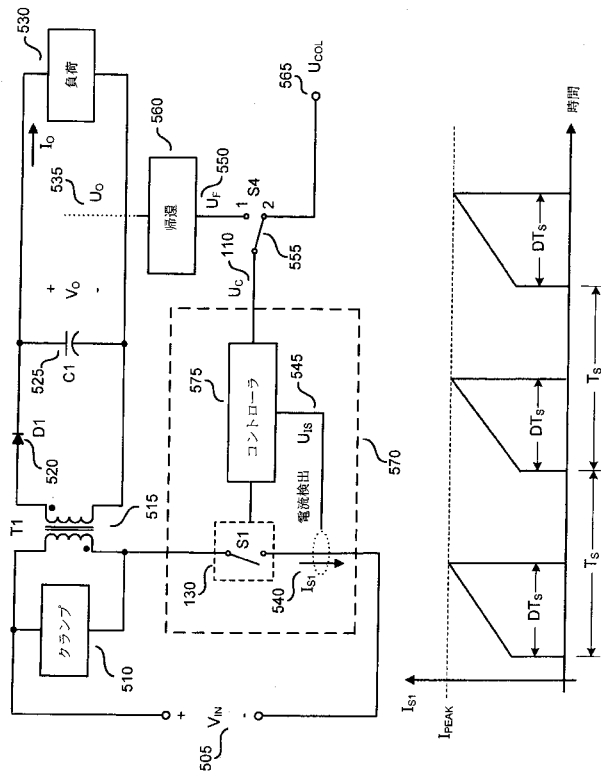 530
負荷
I_O
535
U_O
560
帰還
550
U_F
1
S4
2
555
565
U_COL
110
U_C
+
V_O
-
525
C1
D1
520
T1
515
575
コントローラ
545
U_IS
電流検出
570
S1
130
540
I_S1
クランプ
510
+
V_IN
-
505
I_S1
I_PEAK
DT_S
DT_S
DT_S
T_S
T_S
時間